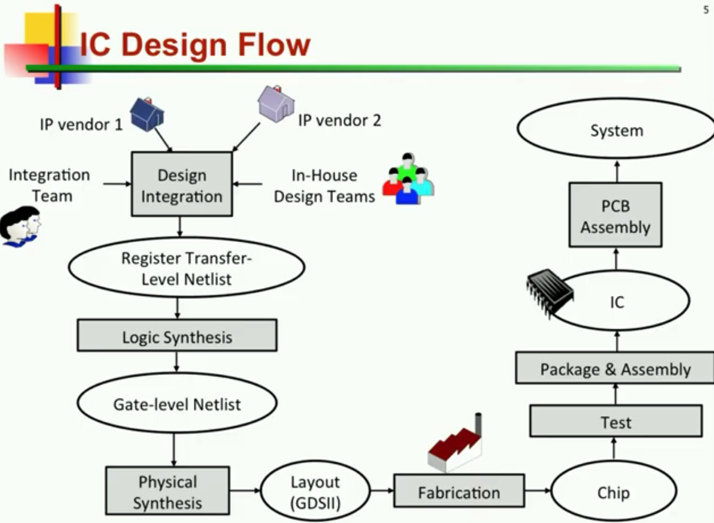 5
IC Design Flow
IP vendor 1
IP vendor 2
Integration
Team
Design
Integration
In-House
Design Teams
Register Transfer-
Level Netlist
Logic Synthesis
Gate-level Netlist
Physical
Synthesis
Layout
(GDSII)
Fabrication
Chip
Test
Package & Assembly
IC
PCB
Assembly
System